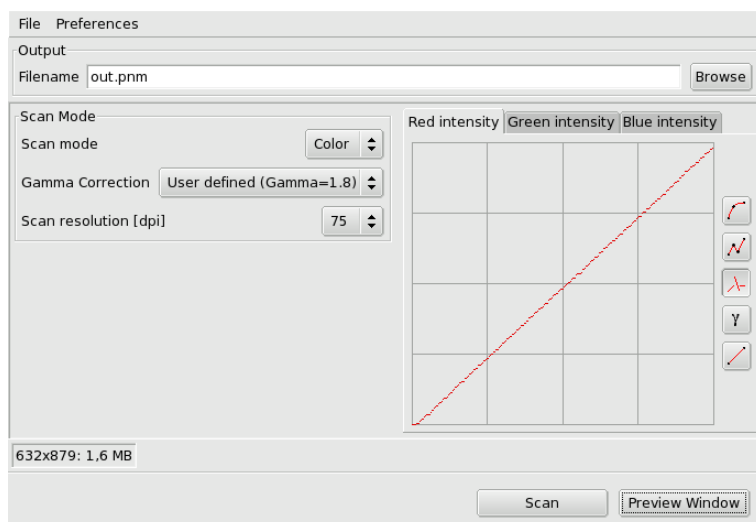 File Preferences
Output
Filename out.pnm Browse
Scan Mode
Scan mode Color
Gamma Correction User defined (Gamma=1.8)
Scan resolution [dpi] 75
Red intensity Green intensity Blue intensity
γ
632x879: 1,6 MB
Scan Preview Window